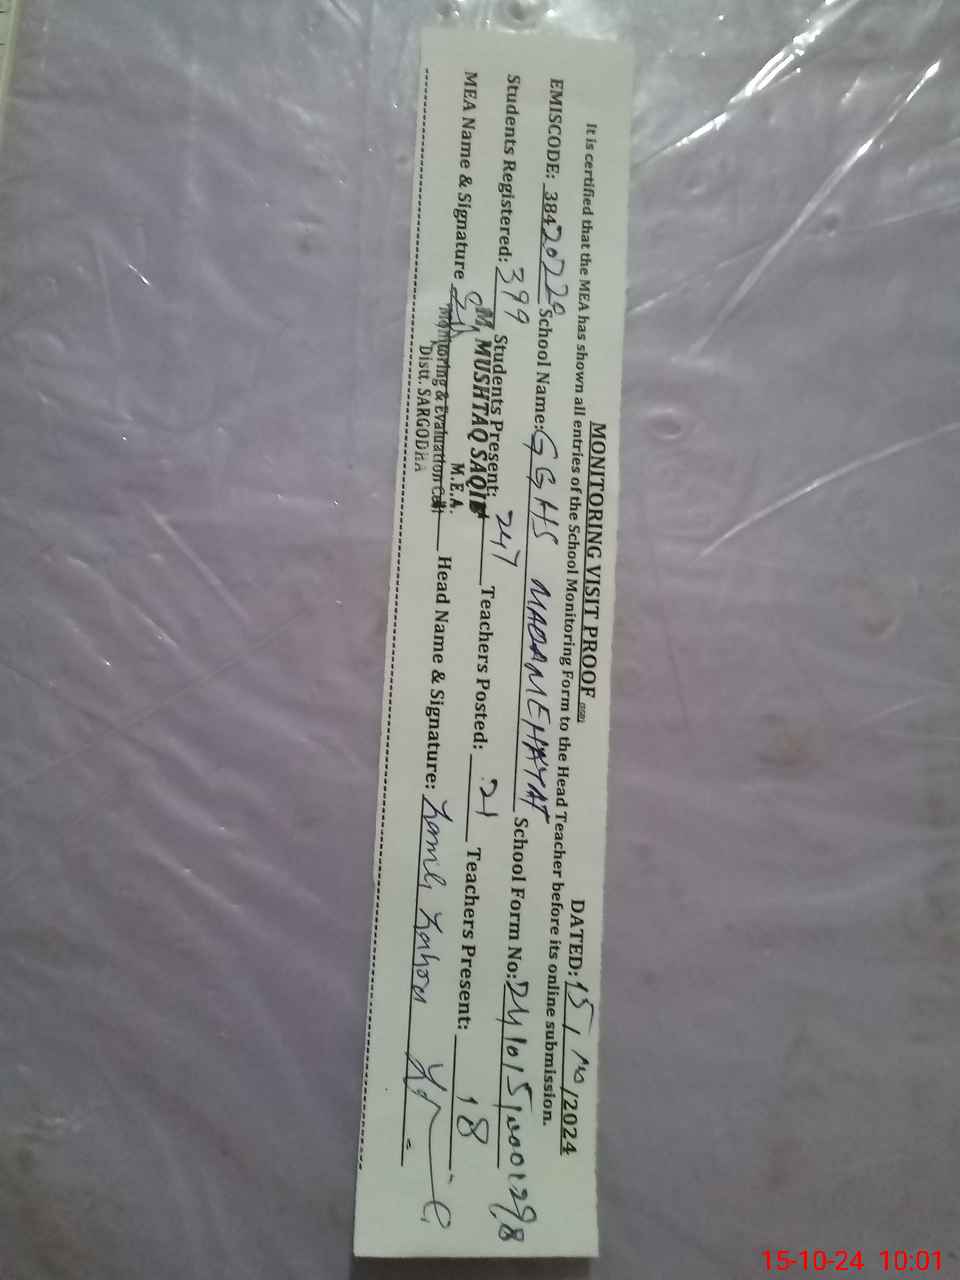 MONITORING VISIT PROOF DATED: 15/10/2024
It is certified that the MEA has shown all entries of the School Monitoring Form to the Head Teacher before its online submission.
EMISCODE: 38420220 School Name: GGHS MADAMEHAYAT School Form No:
Students Registered: 399 Students Present: 247 Teachers Posted: 21 Teachers Present: 18
MEA Name & Signature Head Name & Signature:
M. MUSHTAQ SAQIB
M.E.A.
Monitoring & Evaluation Cell
Distt. SARGODHA
15-10-24 10:01